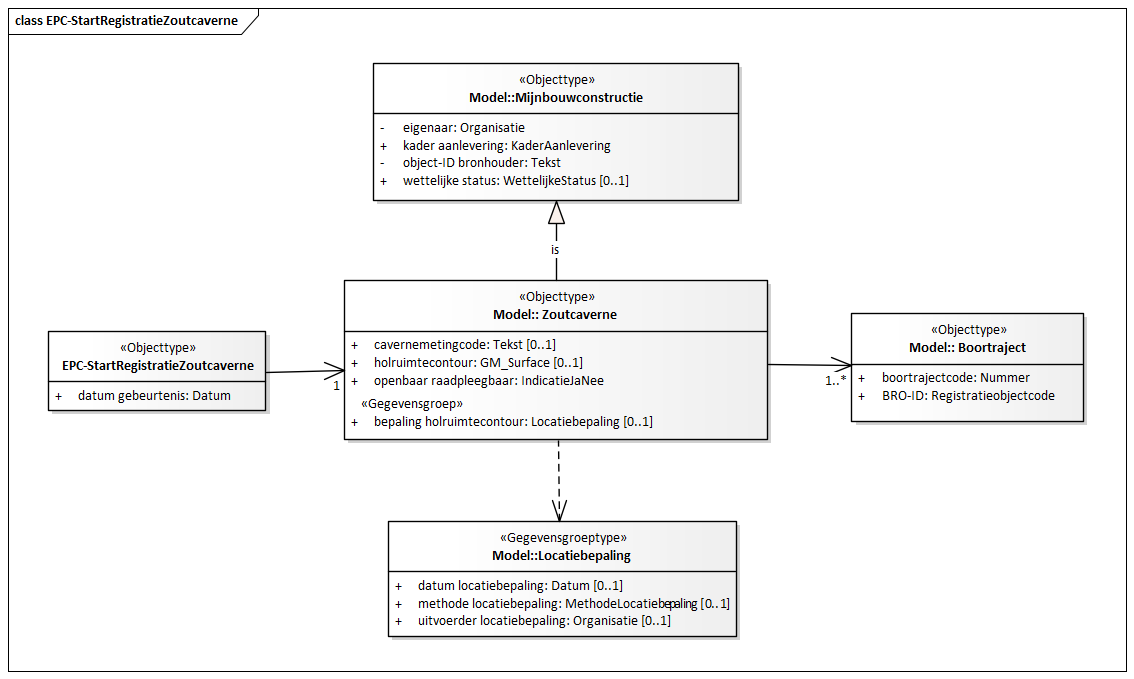 class EPC-StartRegistratieZoutcaverne
«Objecttype»
Model::Mijnbouwconstructie
- eigenaar: Organisatie
+ kader aanlevering: KaderAanlevering
- object-ID bronhouder: Tekst
+ wettelijke status: WettelijkeStatus [0..1]
is
«Objecttype»
Model:: Zoutcaverne
+ cavernemetingcode: Tekst [0..1]
+ holruimtecontour: GM_Surface [0..1]
+ openbaar raadpleegbaar: IndicatieJaNee
«Gegevensgroep»
+ bepaling holruimtecontour: Locatiebepaling [0..1]
«Objecttype»
EPC-StartRegistratieZoutcaverne
+ datum gebeurtenis: Datum
1
«Objecttype»
Model:: Boortraject
+ boortrajectcode: Nummer
+ BRO-ID: Registratieobjectcode
1..*
«Gegevensgroeptype»
Model::Locatiebepaling
+ datum locatiebepaling: Datum [0..1]
+ methode locatiebepaling: MethodeLocatiebepaling [0..1]
+ uitvoerder locatiebepaling: Organisatie [0..1]